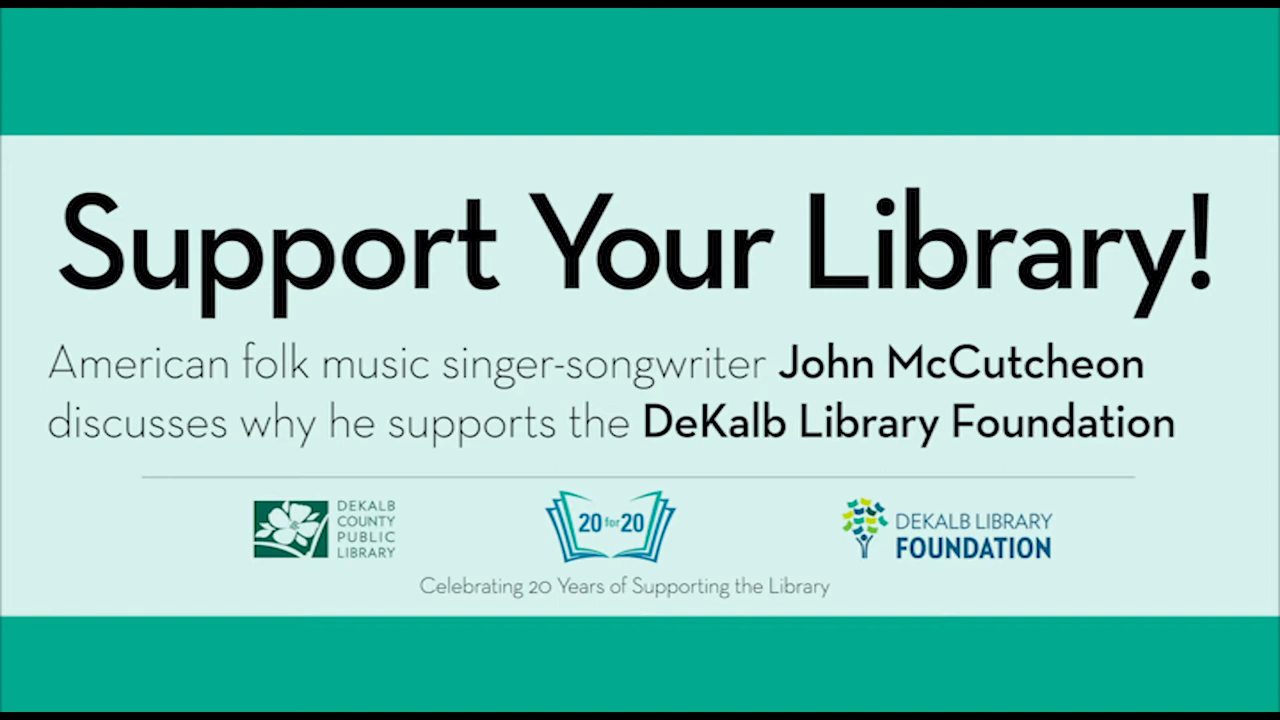 Support Your Library!
American folk music singer-songwriter John McCutcheon
discusses why he supports the DeKalb Library Foundation
DEKALB
COUNTY
PUBLIC
LIBRARY
20 for 20
DEKALB LIBRARY
FOUNDATION
Celebrating 20 Years of Supporting the Library